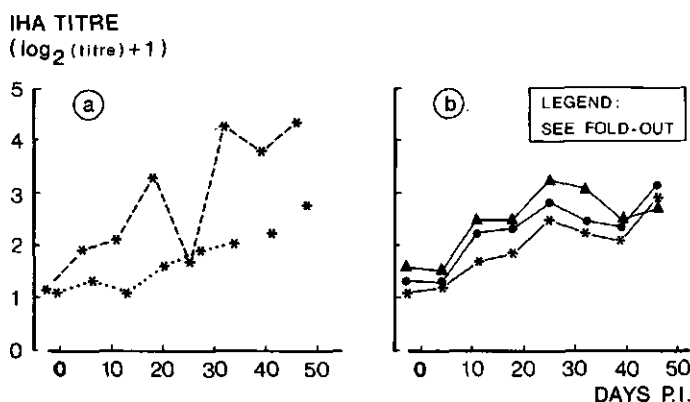 IHA TITRE
(log2 (titre) + 1)
a
b
LEGEND:
SEE FOLD-OUT
5
4
3
2
1
0
0 10 20 30 40 50
0 10 20 30 40 50
DAYS P.I.